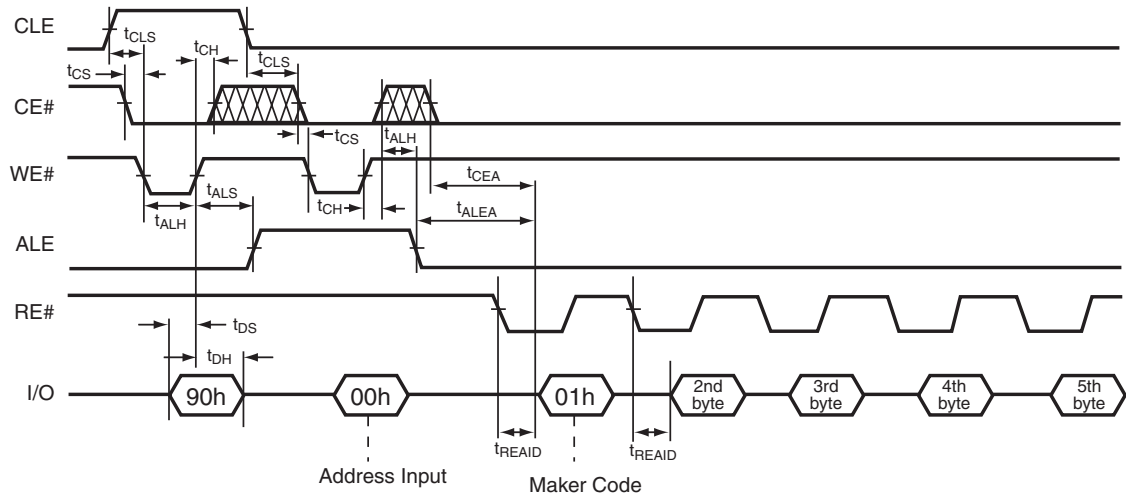 CLE
tCLS
tCH
tCLS
tCS
CE#
tCS
tALH
WE#
tCEA
tALS
tCH
tALEA
tALH
ALE
RE#
tDS
tDH
I/O
90h
00h
01h
2nd byte
3rd byte
4th byte
5th byte
tREAID
tREAID
Address Input
Maker Code